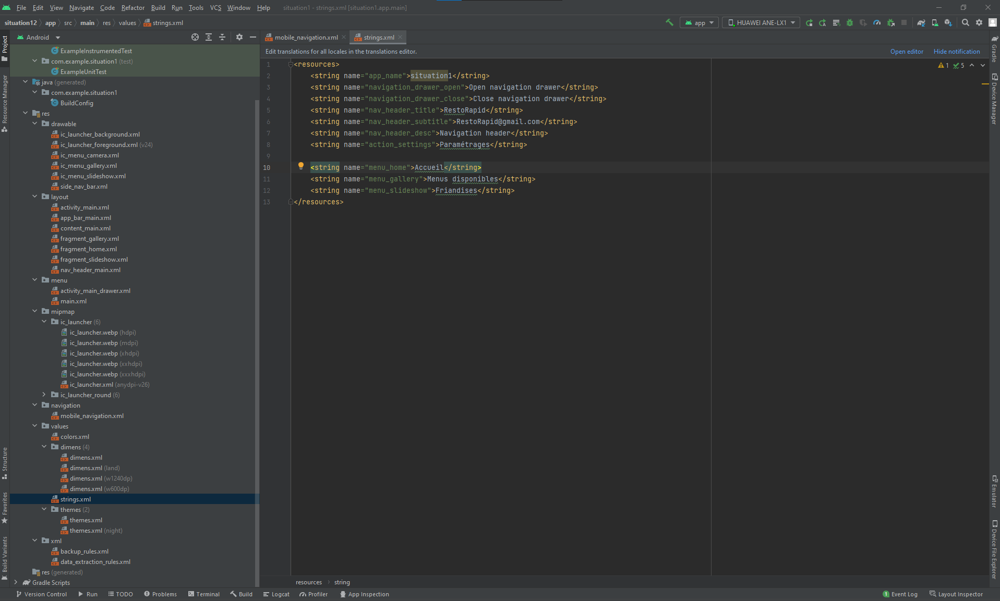 File Edit View Navigate Code Refactor Build Run Tools VCS Window Help situation1 - strings.xml [situation1.app.main]
situation12 app src main res values strings.xml app HUAWEI ANE-LX1
Android mobile_navigation.xml strings.xml
Edit translations for all locales in the translations editor. Open editor Hide notification
Project
Resource Manager
Structure
Favorites
Build Variants
ExampleInstrumentedTest
com.example.situation1 (test)
ExampleUnitTest
java (generated)
com.example.situation1
BuildConfig
res
drawable
ic_launcher_background.xml
ic_launcher_foreground.xml (v24)
ic_menu_camera.xml
ic_menu_gallery.xml
ic_menu_slideshow.xml
side_nav_bar.xml
layout
activity_main.xml
app_bar_main.xml
content_main.xml
fragment_gallery.xml
fragment_home.xml
fragment_slideshow.xml
nav_header_main.xml
menu
activity_main_drawer.xml
main.xml
mipmap
ic_launcher (6)
ic_launcher.webp (hdpi)
ic_launcher.webp (mdpi)
ic_launcher.webp (xhdpi)
ic_launcher.webp (xxhdpi)
ic_launcher.webp (xxxhdpi)
ic_launcher.xml (anydpi-v26)
ic_launcher_round (6)
navigation
mobile_navigation.xml
values
colors.xml
dimens (4)
dimens.xml
dimens.xml (land)
dimens.xml (w1240dp)
dimens.xml (w600dp)
strings.xml
themes (2)
themes.xml
themes.xml (night)
xml
backup_rules.xml
data_extraction_rules.xml
res (generated)
Gradle Scripts
1 <resources>
2 <string name="app_name">situation1</string>
3 <string name="navigation_drawer_open">Open navigation drawer</string>
4 <string name="navigation_drawer_close">Close navigation drawer</string>
5 <string name="nav_header_title">RestoRapid</string>
6 <string name="nav_header_subtitle">RestoRapid@gmail.com</string>
7 <string name="nav_header_desc">Navigation header</string>
8 <string name="action_settings">Paramétrages</string>
9
10 <string name="menu_home">Accueil</string>
11 <string name="menu_gallery">Menus disponibles</string>
12 <string name="menu_slideshow">Friandises</string>
13 </resources>
1 5
Gradle
Device Manager
Emulator
Device File Explorer
resources string
Version Control Run TODO Problems Terminal Build Logcat Profiler App Inspection 1 Event Log Layout Inspector